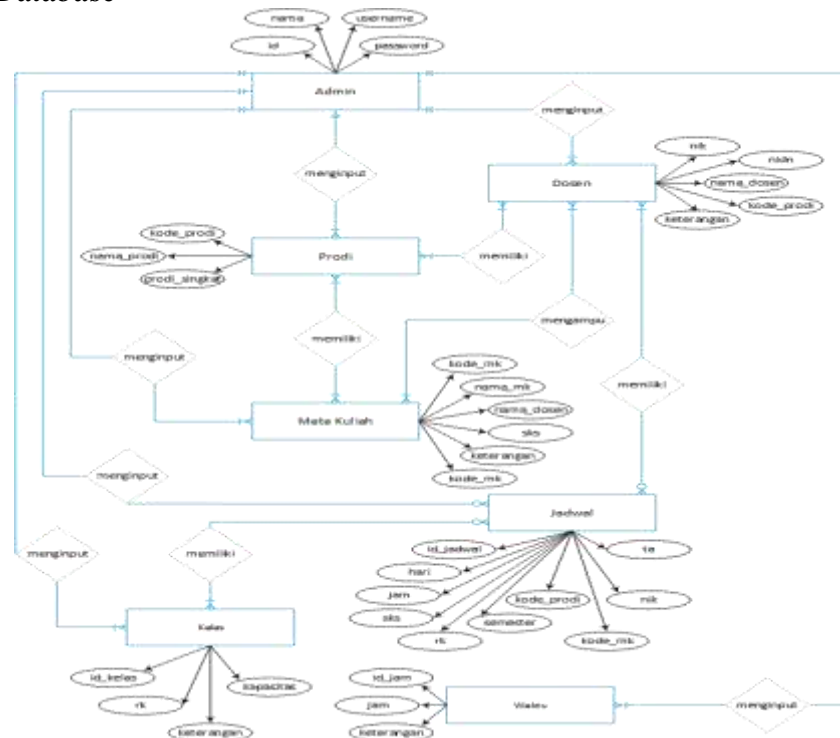 Database
nama
username
id
password
Admin
menginput
menginput
nik
nidn
Dosen
nama_dosen
kode_prodi
keterangan
kode_prodi
nama_prodi
Prodi
prodi_singkat
memiliki
memiliki
mengampu
menginput
kode_mk
memiliki
nama_mk
nama_dosen
Mata Kuliah
sks
keterangan
kode_mk
menginput
Jadwal
menginput
memiliki
id_jadwal
ta
hari
jam
kode_prodi
nik
sks
semester
rk
kode_mk
Kelas
id_kelas
kapasitas
rk
keterangan
id_jam
jam
menginput
keterangan